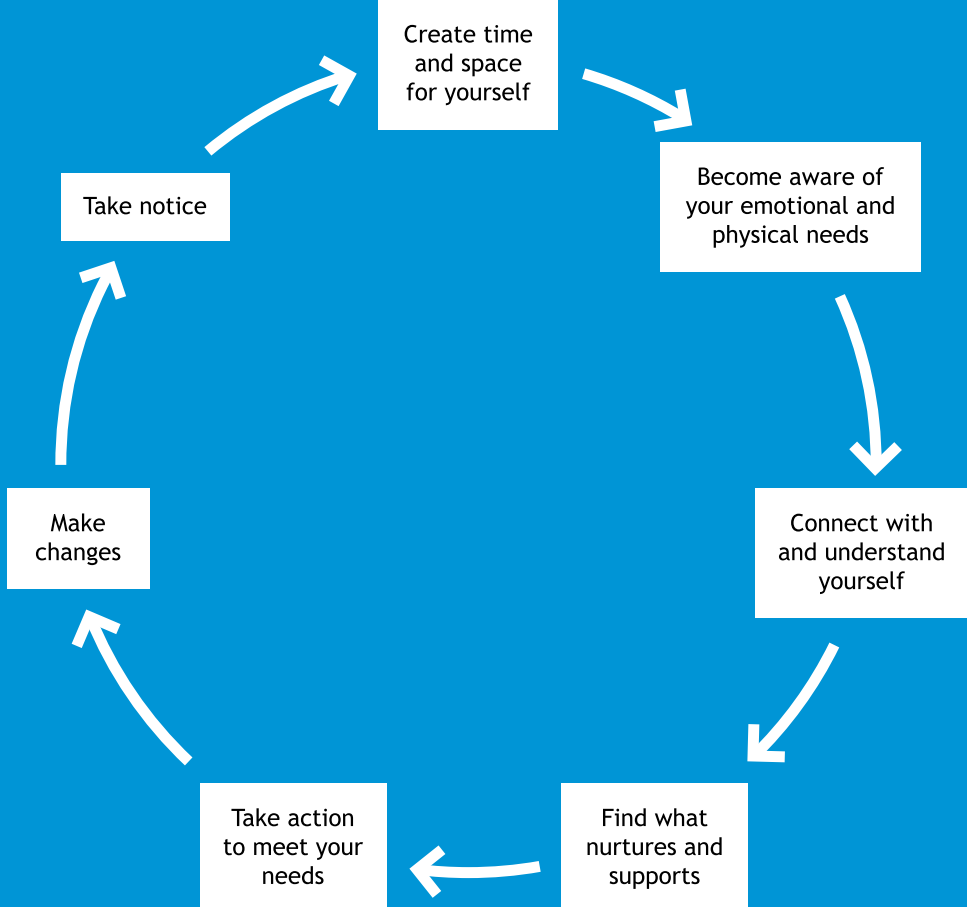 Create time
and space
for yourself
Become aware of
your emotional and
physical needs
Connect with
and understand
yourself
Find what
nurtures and
supports
Take action
to meet your
needs
Make
changes
Take notice